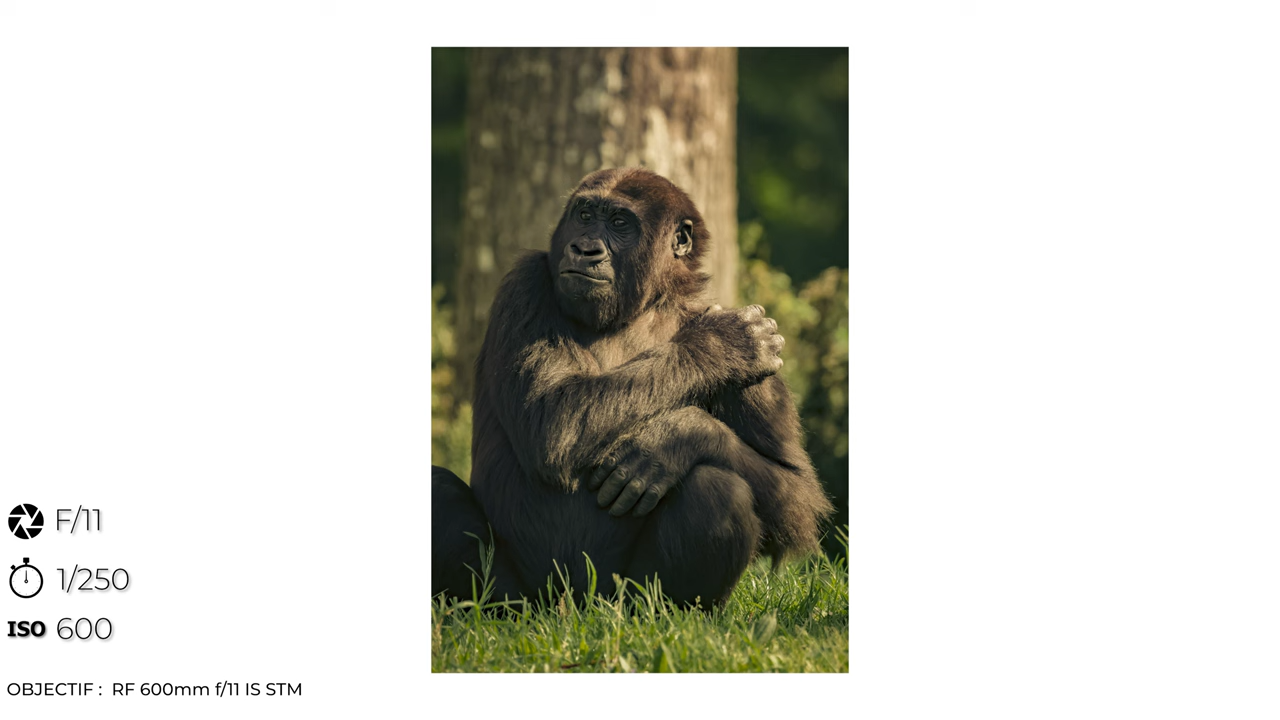 F/11
1/250
ISO 600
OBJECTIF : RF 600mm f/11 IS STM